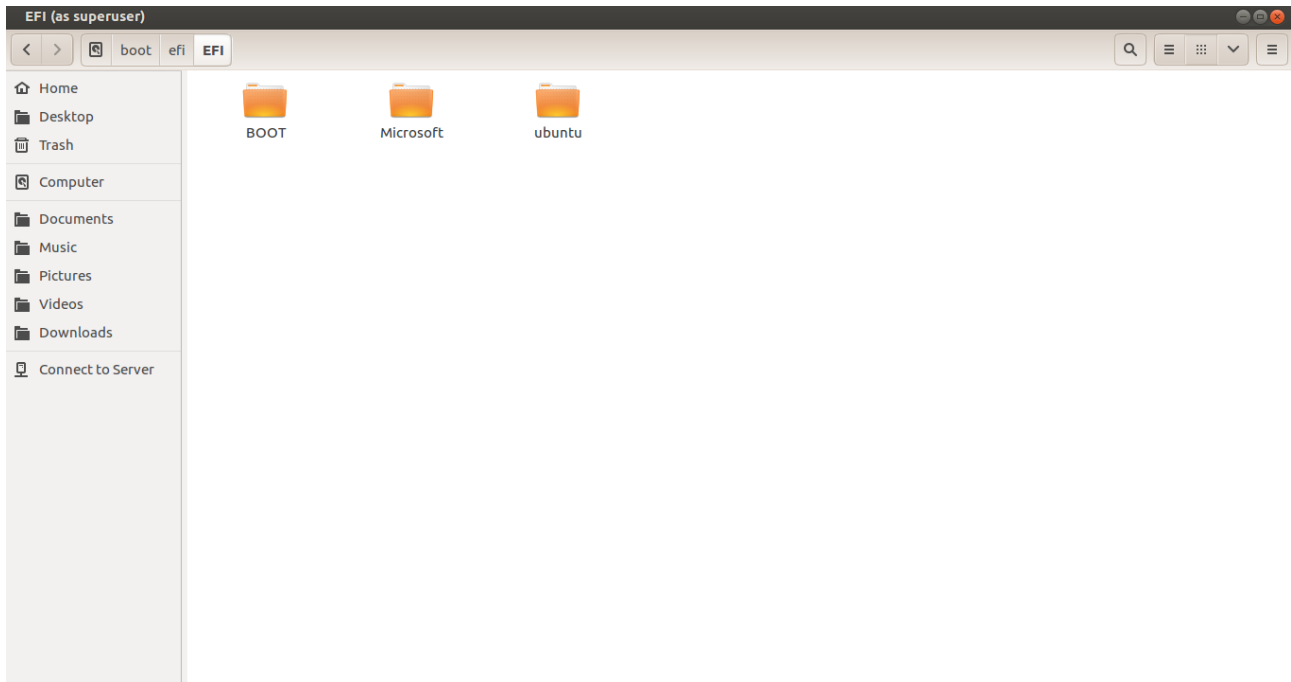 EFI (as superuser)
boot efi EFI
Home
Desktop
Trash
Computer
Documents
Music
Pictures
Videos
Downloads
Connect to Server
BOOT Microsoft ubuntu